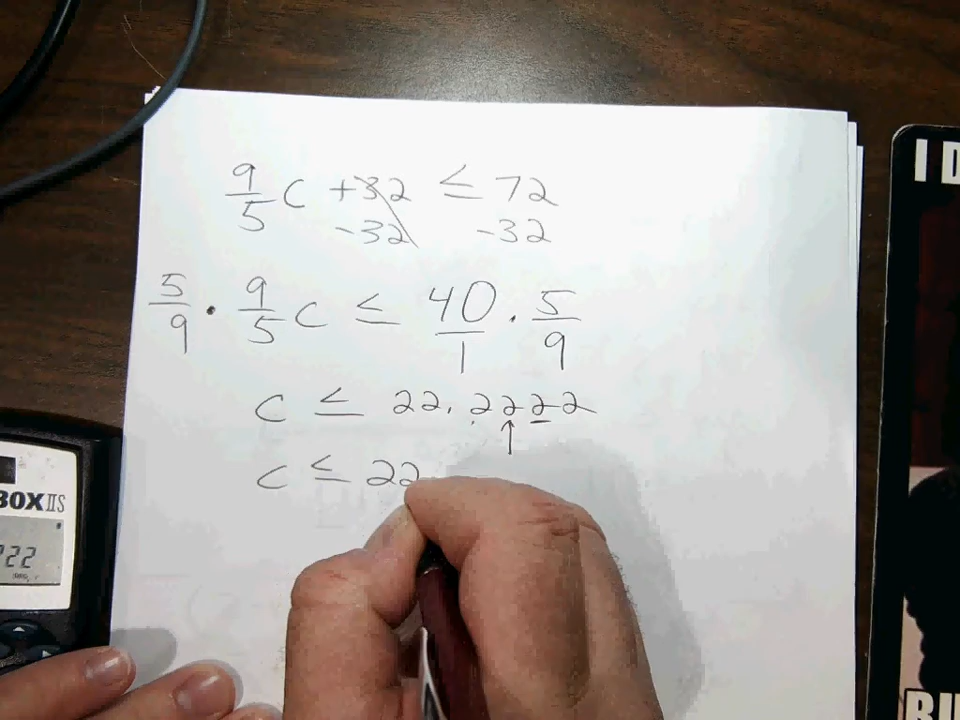 9/5 C +32 ≤ 72
-32 -32
5/9 · 9/5 C ≤ 40/1 · 5/9
C ≤ 22.2222
C ≤ 22
BOX IIS
222
I D